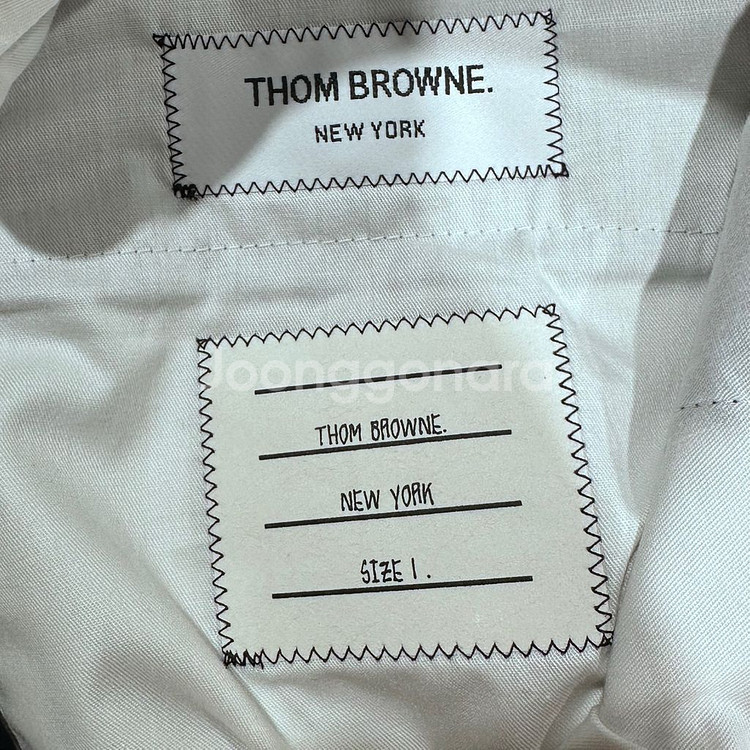 THOM BROWNE.
NEW YORK
Joonggonara
THOM BROWNE.
NEW YORK
SIZE 1.